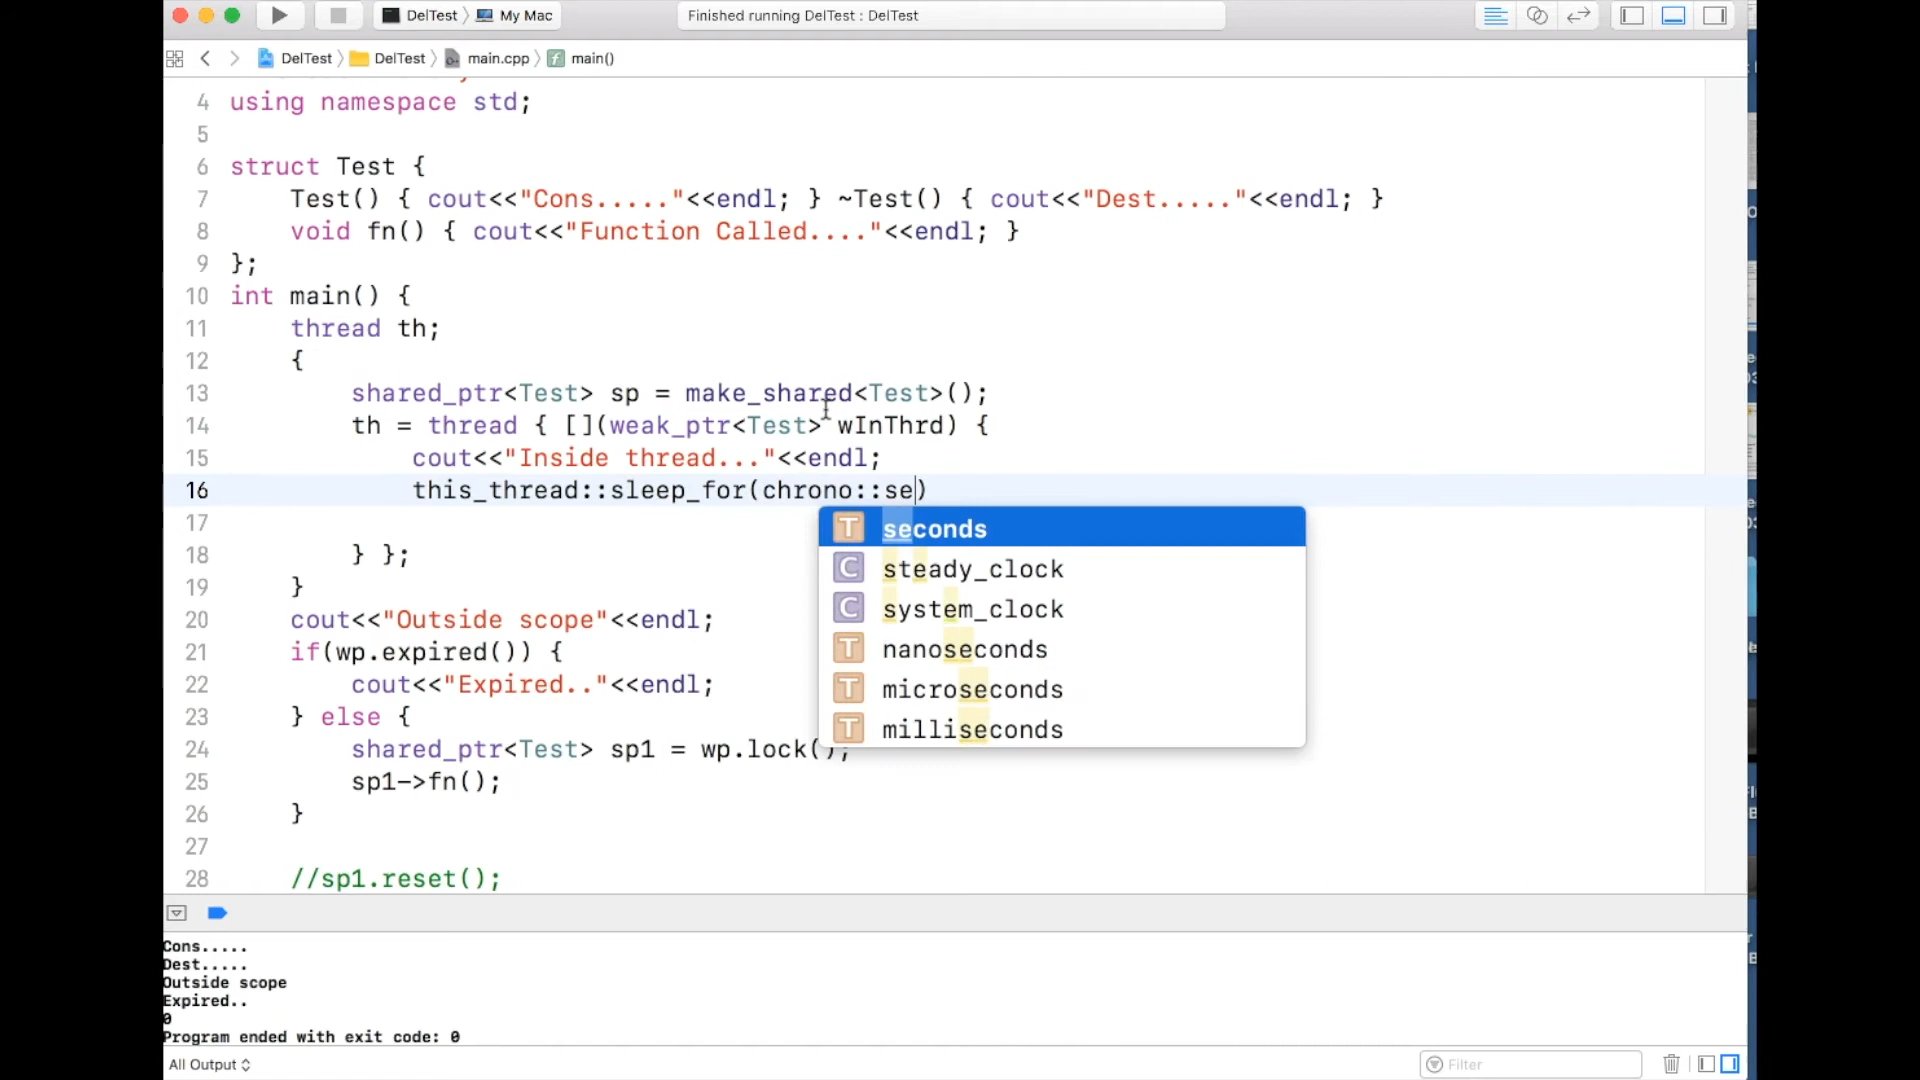 DelTest 〉 My Mac
Finished running DelTest : DelTest
DelTest 〉 DelTest 〉 main.cpp 〉 main()
4 using namespace std;
5
6 struct Test {
7 Test() { cout<<"Cons....."<<endl; } ~Test() { cout<<"Dest....."<<endl; }
8 void fn() { cout<<"Function Called...."<<endl; }
9 };
10 int main() {
11 thread th;
12 {
13 shared_ptr<Test> sp = make_shared<Test>();
14 th = thread { [](weak_ptr<Test> wInThrd) {
15 cout<<"Inside thread..."<<endl;
16 this_thread::sleep_for(chrono::se)
17
18 } };
19 }
20 cout<<"Outside scope"<<endl;
21 if(wp.expired()) {
22 cout<<"Expired.."<<endl;
23 } else {
24 shared_ptr<Test> sp1 = wp.lock();
25 sp1->fn();
26 }
27
28 //sp1.reset();
T seconds
C steady_clock
C system_clock
T nanoseconds
T microseconds
T milliseconds
Cons.....
Dest.....
Outside scope
Expired..
0
Program ended with exit code: 0
All Output
Filter